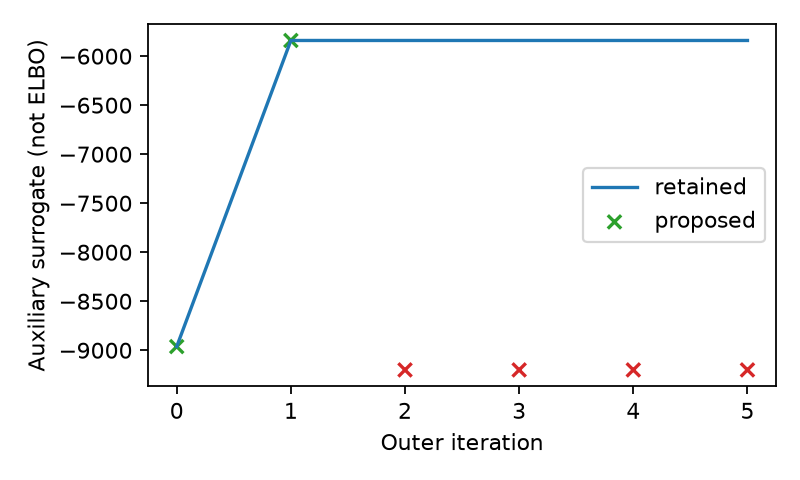 Auxiliary surrogate (not ELBO)
−6000
−6500
−7000
−7500
−8000
−8500
−9000
retained
proposed
0 1 2 3 4 5
Outer iteration